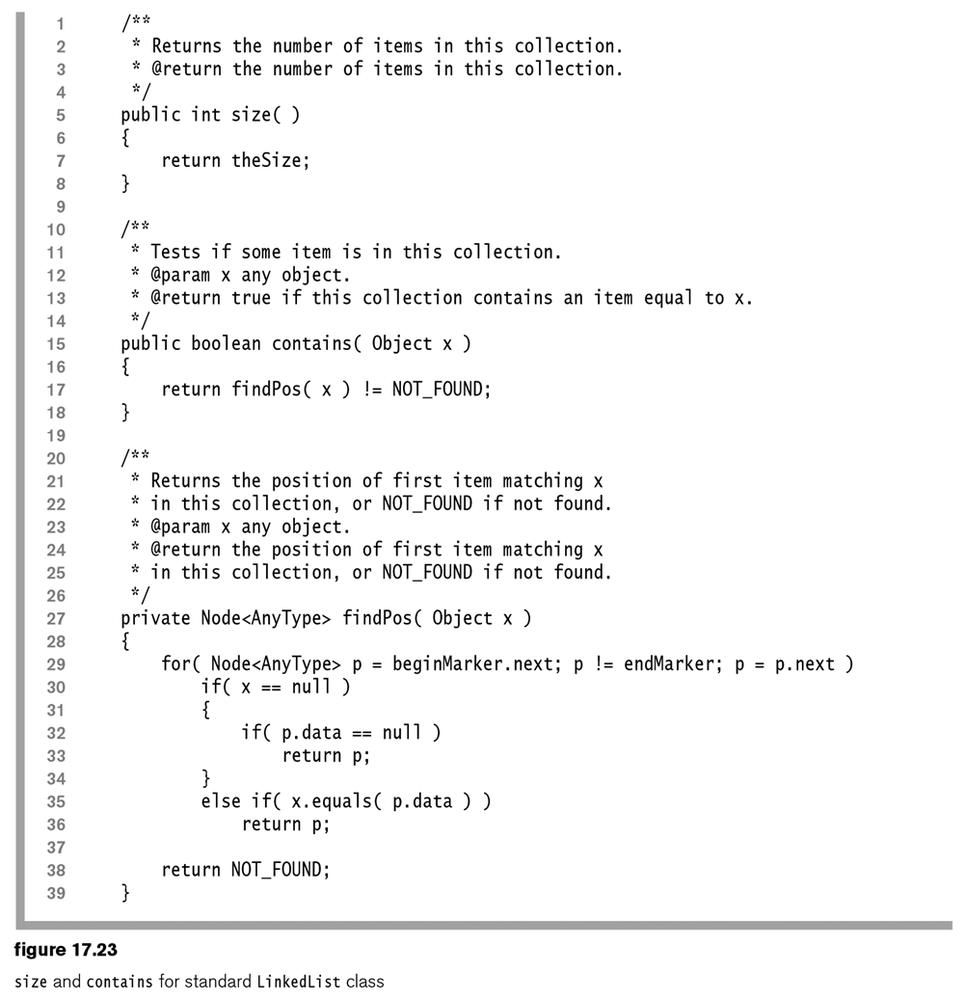 1 /**
2 * Returns the number of items in this collection.
3 * @return the number of items in this collection.
4 */
5 public int size( )
6 {
7 return theSize;
8 }
9
10 /**
11 * Tests if some item is in this collection.
12 * @param x any object.
13 * @return true if this collection contains an item equal to x.
14 */
15 public boolean contains( Object x )
16 {
17 return findPos( x ) != NOT_FOUND;
18 }
19
20 /**
21 * Returns the position of first item matching x
22 * in this collection, or NOT_FOUND if not found.
23 * @param x any object.
24 * @return the position of first item matching x
25 * in this collection, or NOT_FOUND if not found.
26 */
27 private Node<AnyType> findPos( Object x )
28 {
29 for( Node<AnyType> p = beginMarker.next; p != endMarker; p = p.next )
30 if( x == null )
31 {
32 if( p.data == null )
33 return p;
34 }
35 else if( x.equals( p.data ) )
36 return p;
37
38 return NOT_FOUND;
39 }
figure 17.23
size and contains for standard LinkedList class